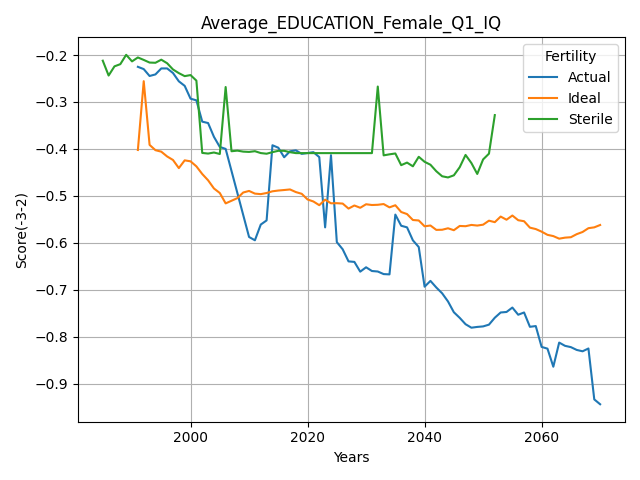 Average_EDUCATION_Female_Q1_IQ
Fertility
Actual
Ideal
Sterile
Score(-3-2)
−0.2
−0.3
−0.4
−0.5
−0.6
−0.7
−0.8
−0.9
2000
2020
2040
2060
Years